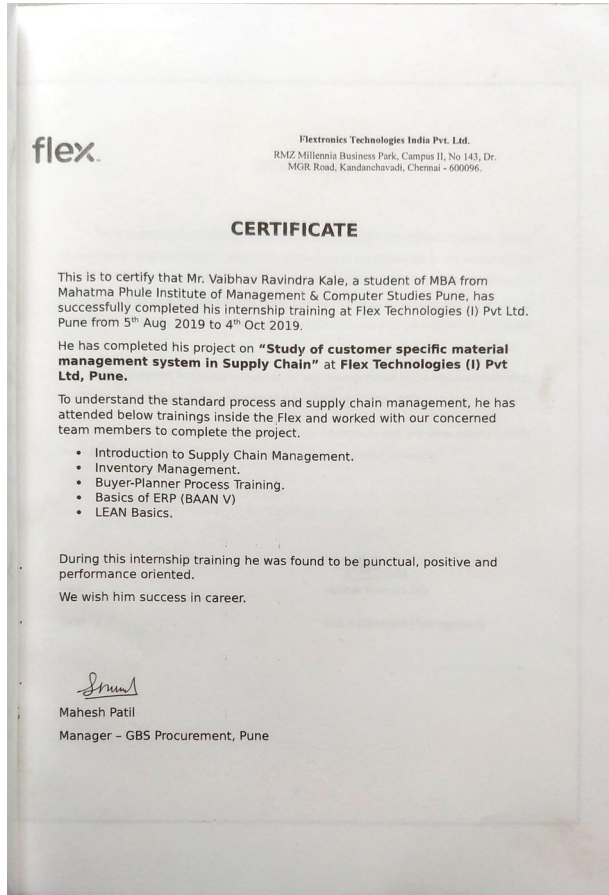 flex.
Flextronics Technologies India Pvt. Ltd.
RMZ Millennia Business Park, Campus II, No 143, Dr.
MGR Road, Kandanchavadi, Chennai - 600096.
CERTIFICATE
This is to certify that Mr. Vaibhav Ravindra Kale, a student of MBA from
Mahatma Phule Institute of Management & Computer Studies Pune, has
successfully completed his internship training at Flex Technologies (I) Pvt Ltd.
Pune from 5th Aug 2019 to 4th Oct 2019.
He has completed his project on “Study of customer specific material
management system in Supply Chain” at Flex Technologies (I) Pvt
Ltd, Pune.
To understand the standard process and supply chain management, he has
attended below trainings inside the Flex and worked with our concerned
team members to complete the project.
• Introduction to Supply Chain Management.
• Inventory Management.
• Buyer-Planner Process Training.
• Basics of ERP (BAAN V)
• LEAN Basics.
During this internship training he was found to be punctual, positive and
performance oriented.
We wish him success in career.
Mahesh Patil
Manager – GBS Procurement, Pune